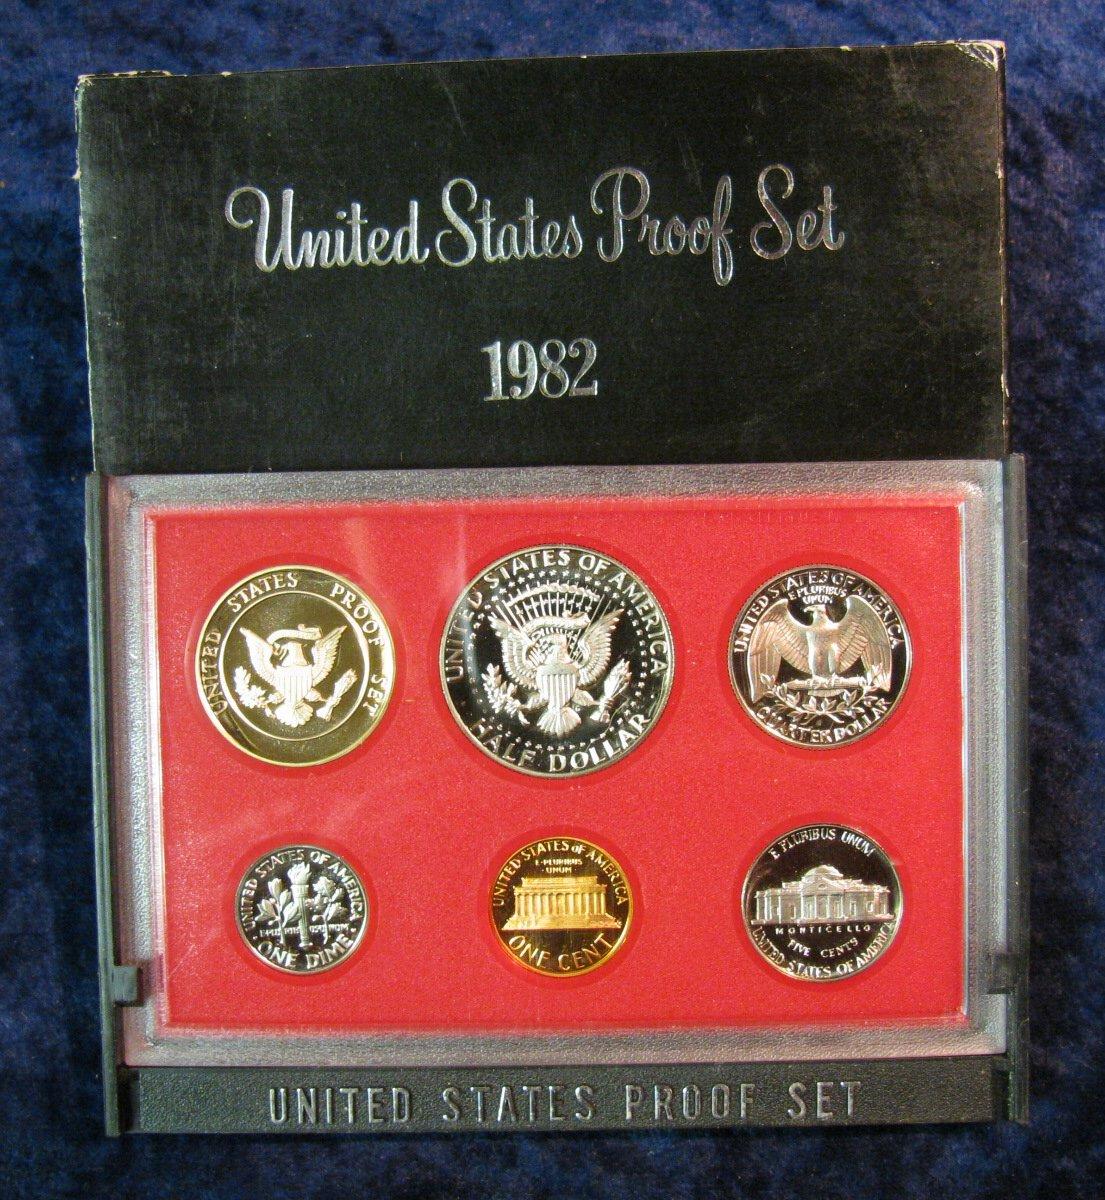 United States Proof Set
1982
UNITED STATES PROOF SET
UNITED STATES OF AMERICA
HALF DOLLAR
UNITED STATES OF AMERICA
E PLURIBUS
UNUM
QUARTER DOLLAR
UNITED STATES OF AMERICA
ONE DIME
UNITED STATES OF AMERICA
E·PLURIBUS
·UNUM·
ONE CENT
E PLURIBUS UNUM
MONTICELLO
FIVE CENTS
UNITED STATES OF AMERICA
UNITED STATES PROOF SET